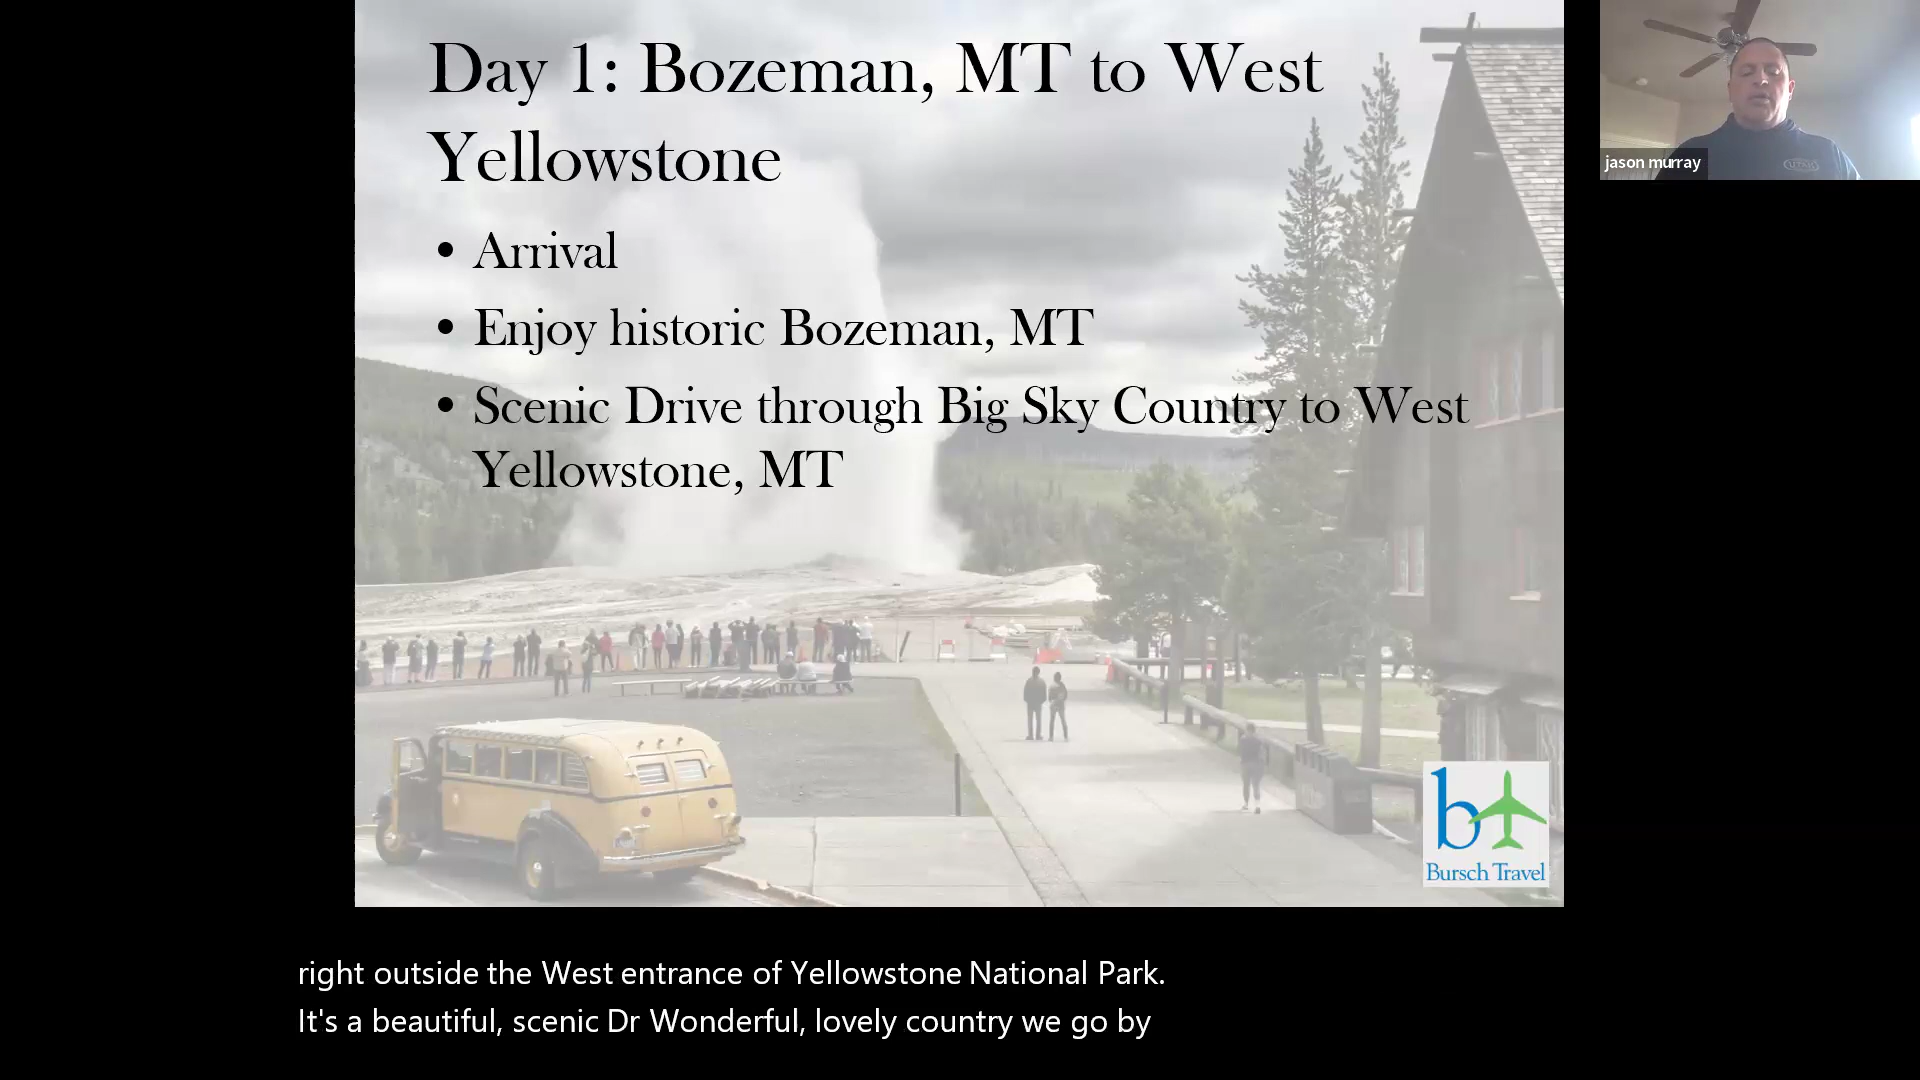 Day 1: Bozeman, MT to West
Yellowstone
• Arrival
• Enjoy historic Bozeman, MT
• Scenic Drive through Big Sky Country to West
Yellowstone, MT
jason murray
UTAH
b
Bursch Travel
right outside the West entrance of Yellowstone National Park.
It's a beautiful, scenic Dr Wonderful, lovely country we go by